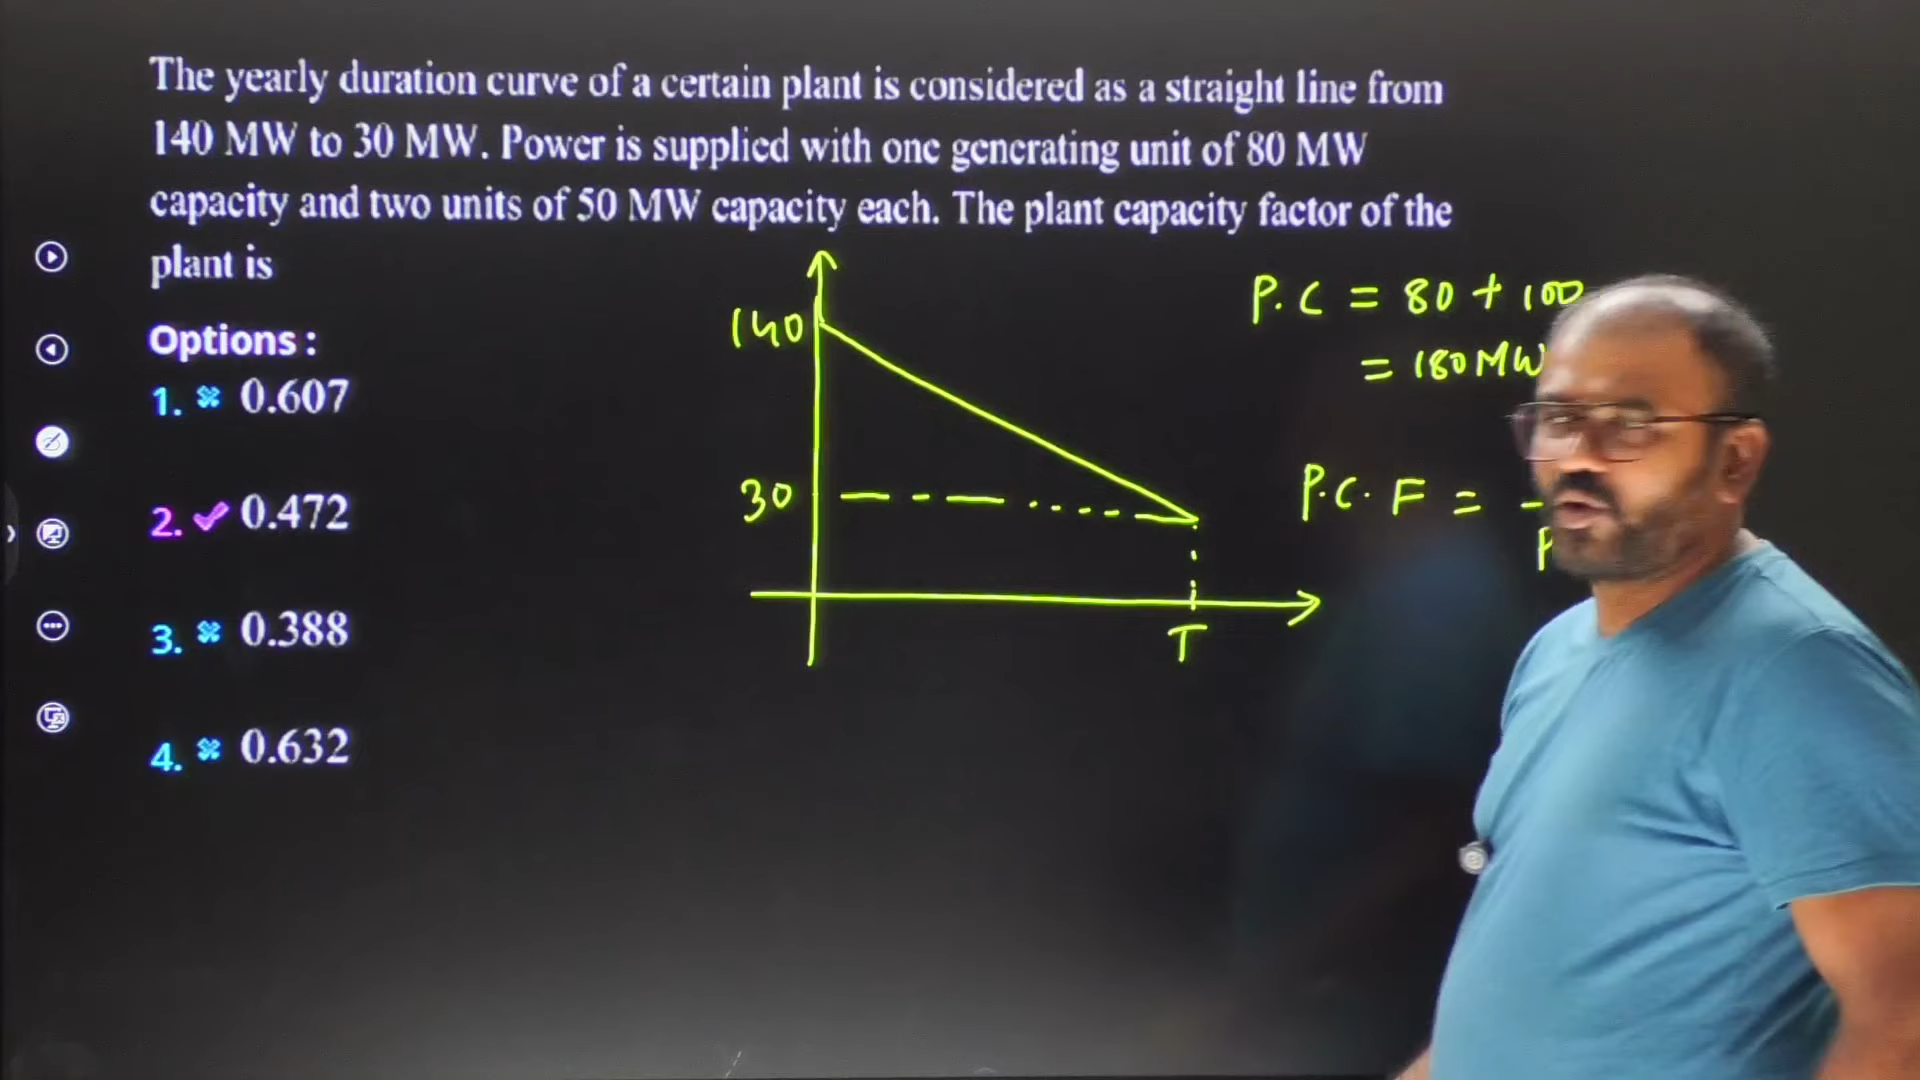 The yearly duration curve of a certain plant is considered as a straight line from
140 MW to 30 MW. Power is supplied with one generating unit of 80 MW
capacity and two units of 50 MW capacity each. The plant capacity factor of the
plant is
Options :
1. 0.607
2. 0.472
3. 0.388
4. 0.632
140
30
T
P.C = 80 + 100
= 180MW
P.C. F =